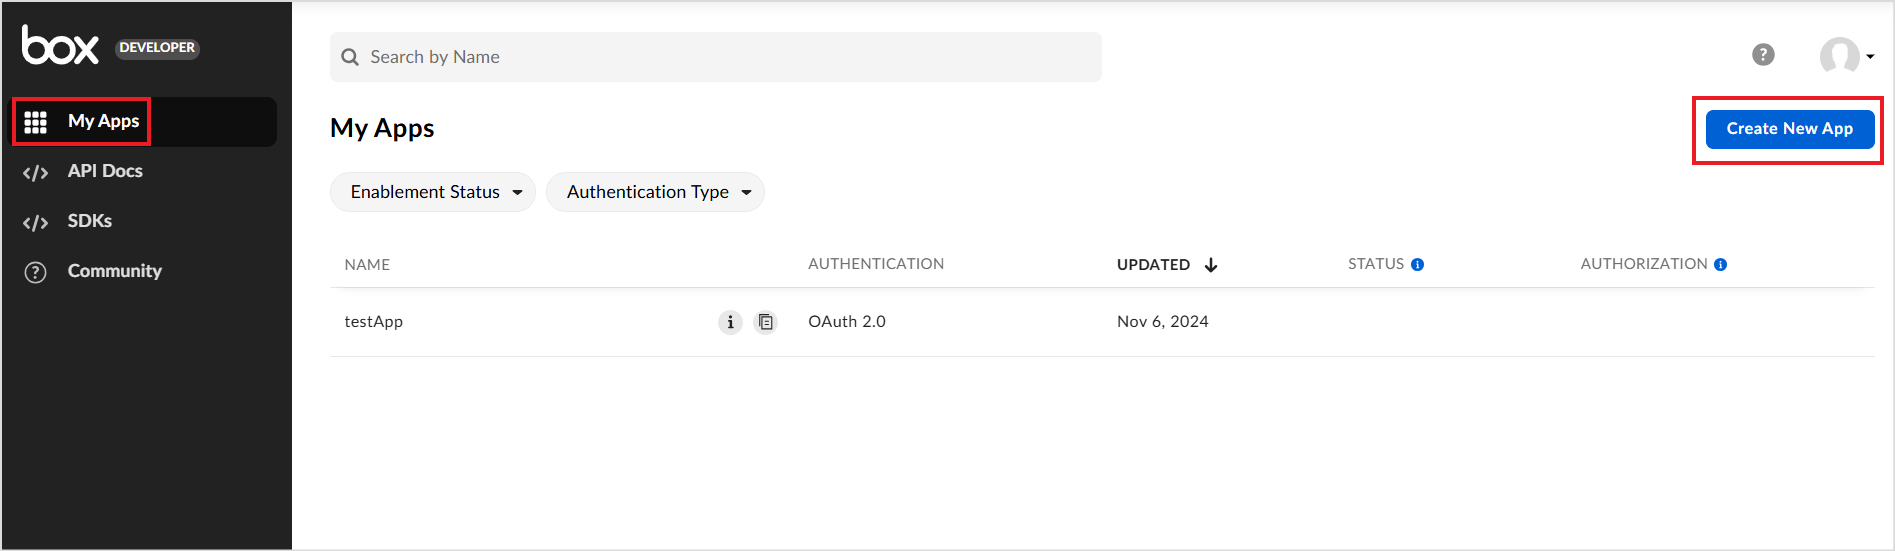 box DEVELOPER
My Apps
API Docs
SDKs
Community
Search by Name
?
My Apps
Create New App
Enablement Status
Authentication Type
NAME AUTHENTICATION UPDATED STATUS AUTHORIZATION
testApp OAuth 2.0 Nov 6, 2024